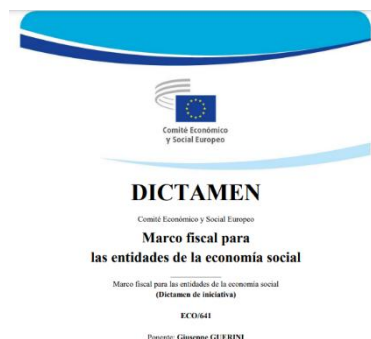 Comité Económico
y Social Europeo
DICTAMEN
Comité Económico y Social Europeo
Marco fiscal para
las entidades de la economía social
Marco fiscal para las entidades de la economía social
(Dictamen de iniciativa)
ECO/641
Ponente: Giuseppe GUERINI